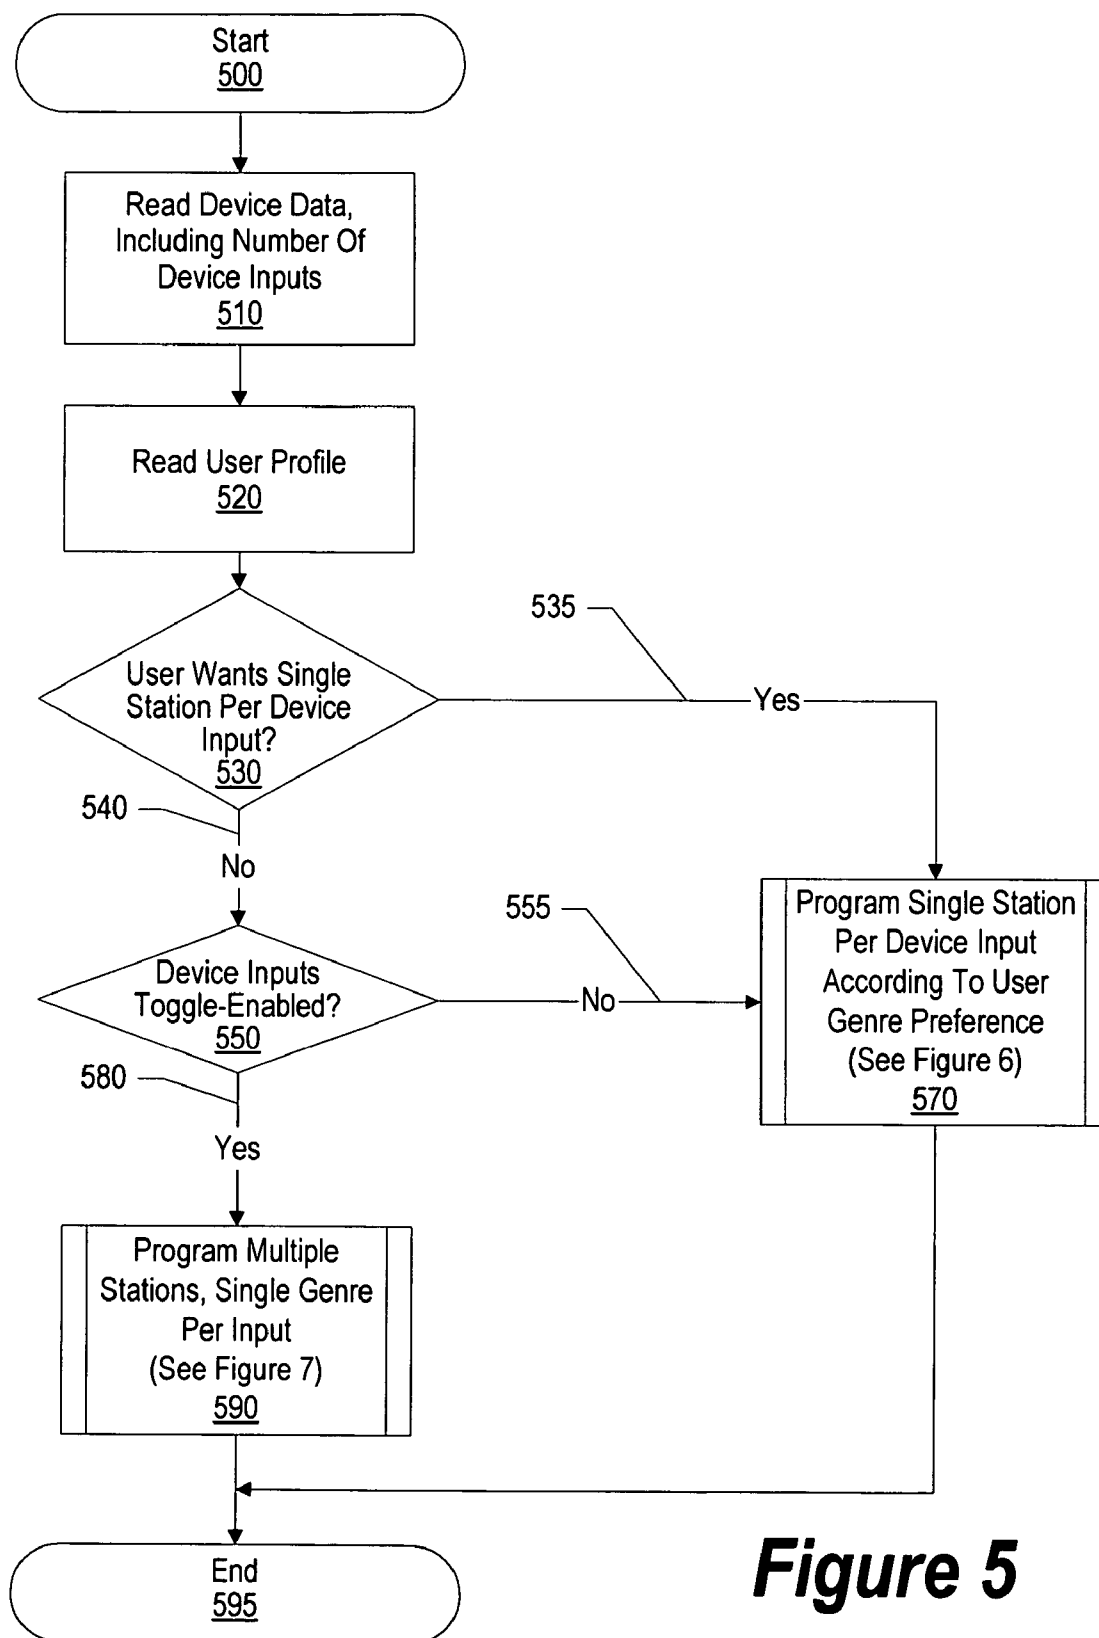 Start
500
Read Device Data,
Including Number Of
Device Inputs
510
Read User Profile
520
User Wants Single
Station Per Device
Input?
530
535
Yes
540
No
Device Inputs
Toggle-Enabled?
550
555
No
Program Single Station
Per Device Input
According To User
Genre Preference
(See Figure 6)
570
580
Yes
Program Multiple
Stations, Single Genre
Per Input
(See Figure 7)
590
End
595
Figure 5